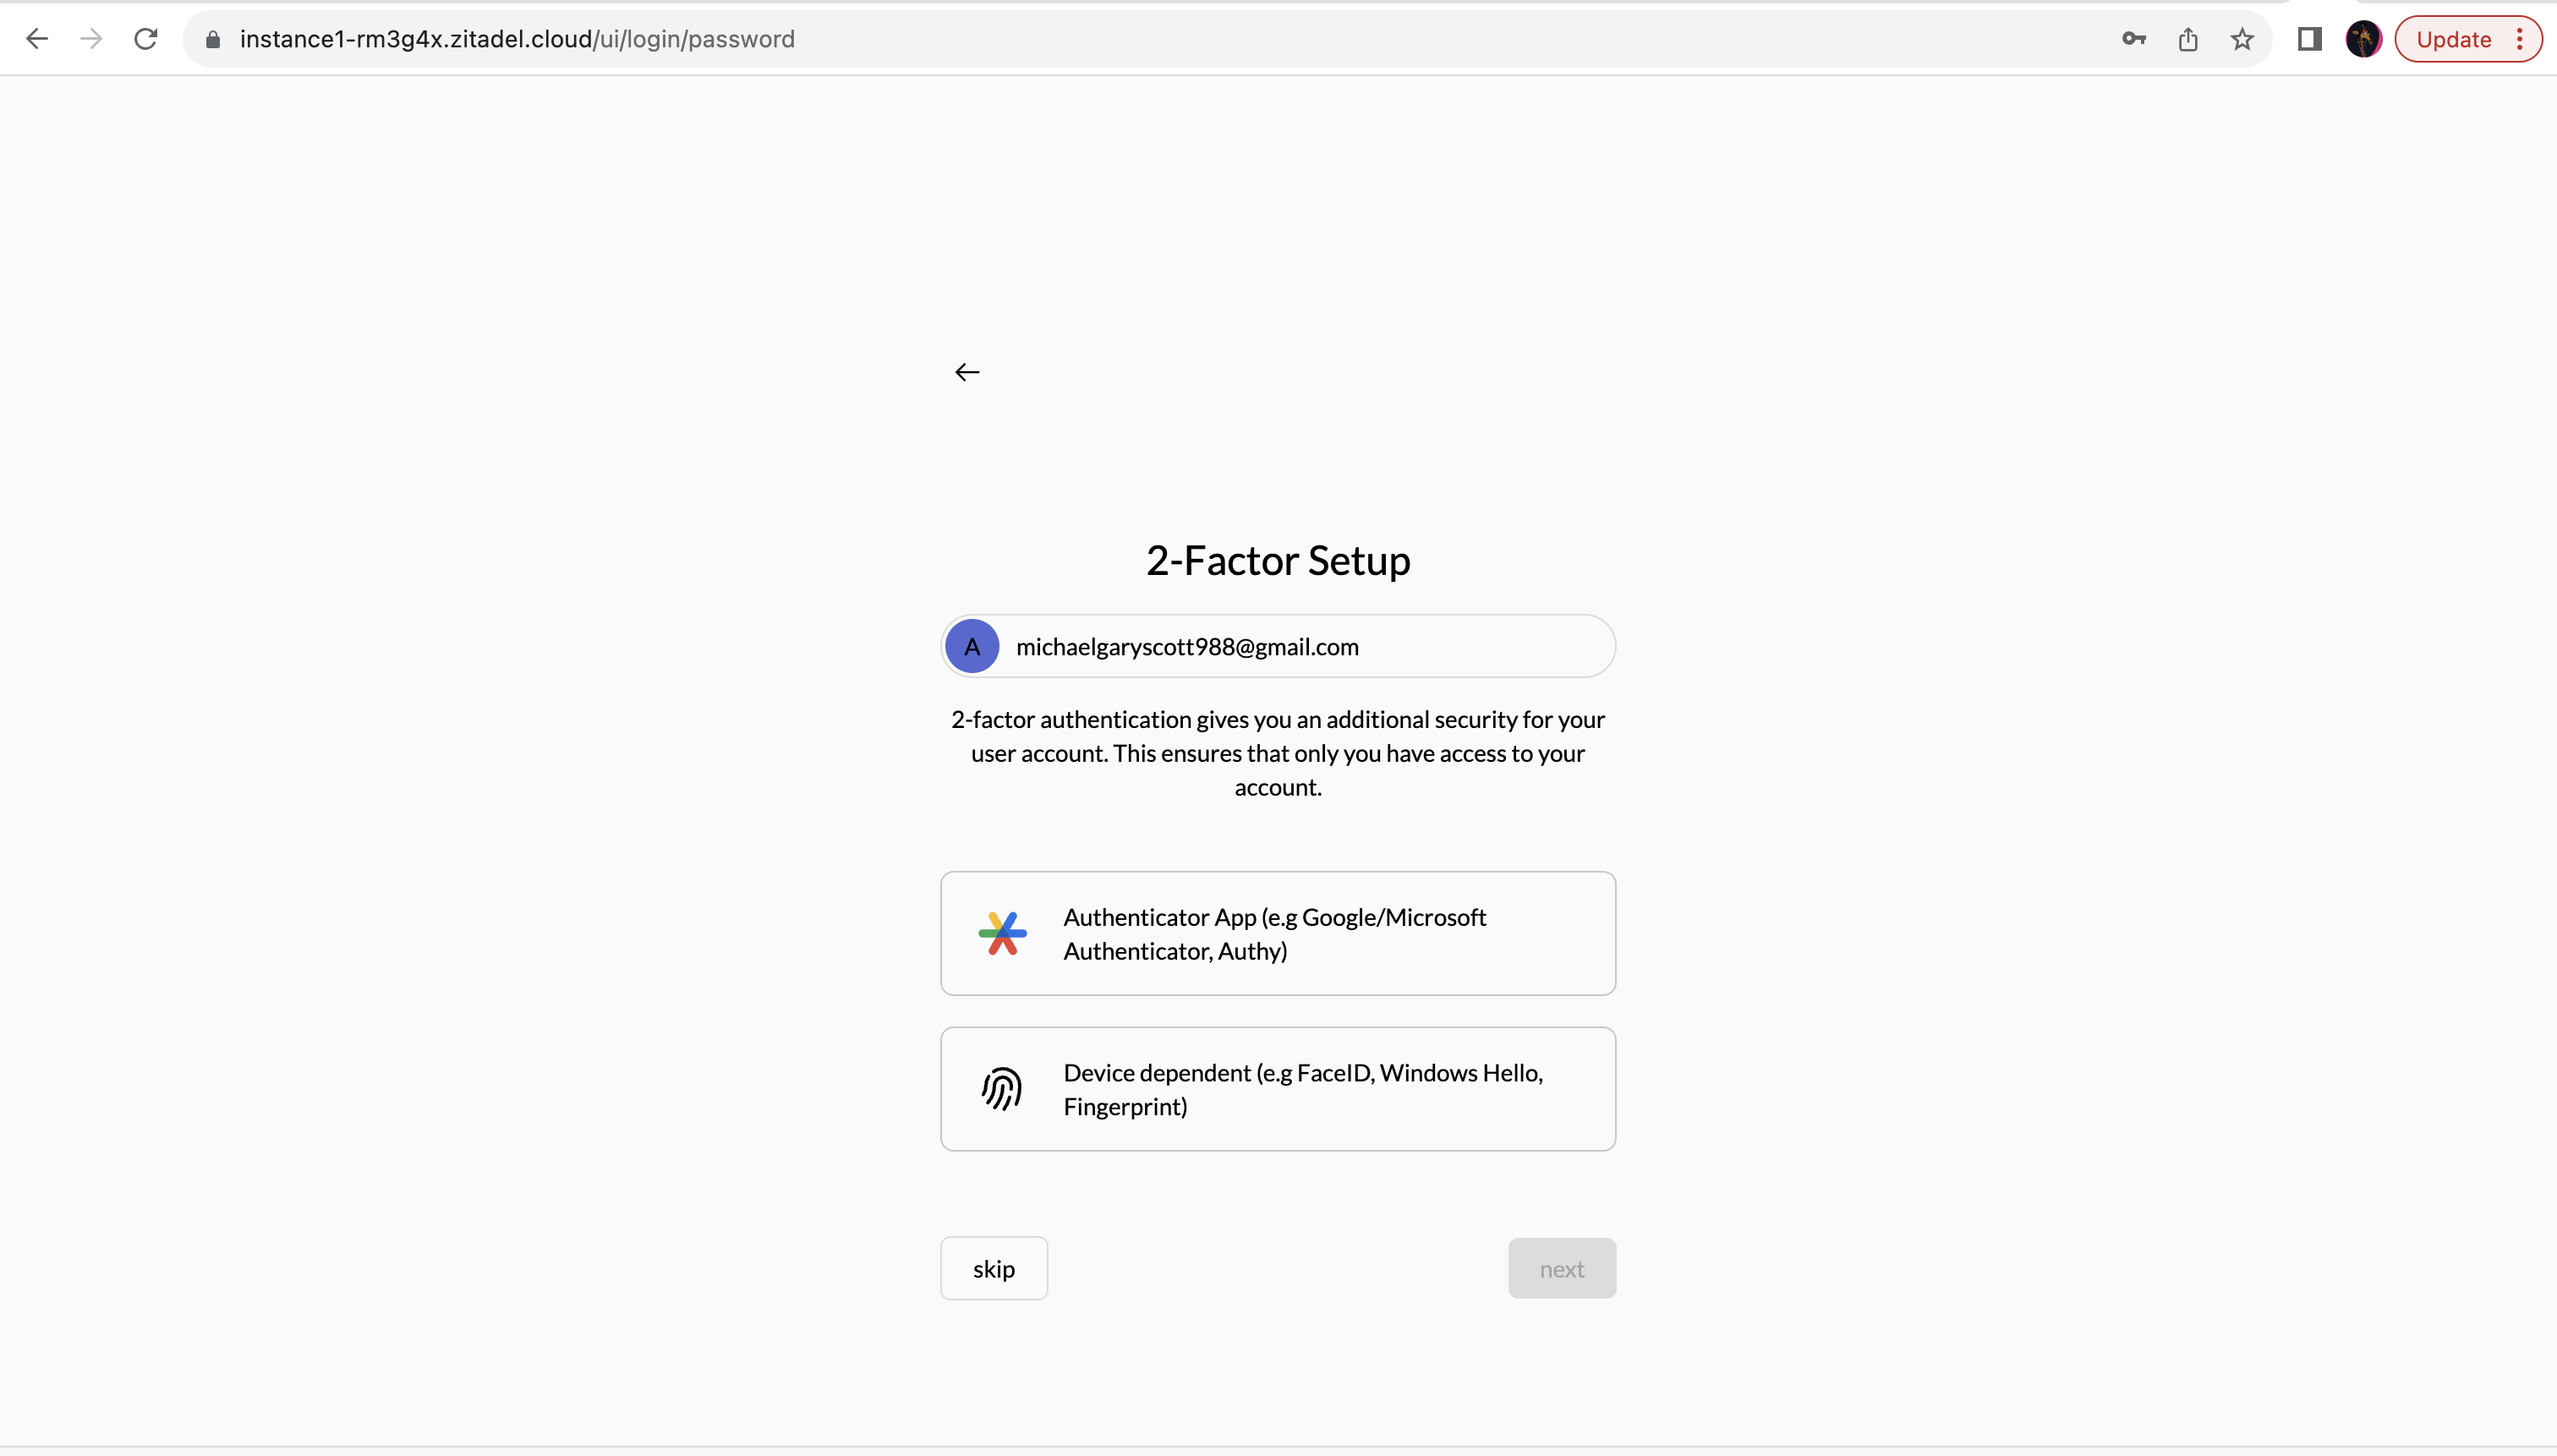 instance1-rm3g4x.zitadel.cloud/ui/login/password
Update
2-Factor Setup
A
michaelgaryscott988@gmail.com
2-factor authentication gives you an additional security for your
user account. This ensures that only you have access to your
account.
Authenticator App (e.g Google/Microsoft
Authenticator, Authy)
Device dependent (e.g FaceID, Windows Hello,
Fingerprint)
skip
next